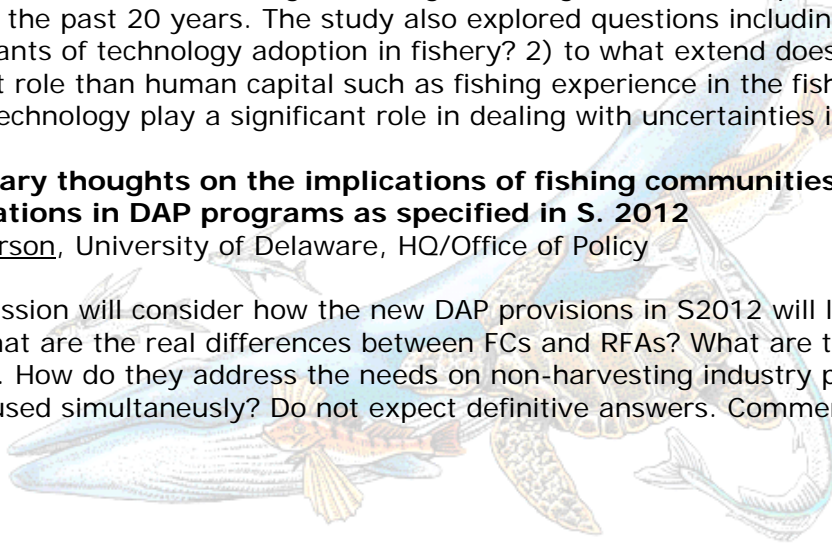 the past 20 years. The study also explored questions including
ants of technology adoption in fishery? 2) to what extend does
t role than human capital such as fishing experience in the fish
echnology play a significant role in dealing with uncertainties i
ary thoughts on the implications of fishing communities
ations in DAP programs as specified in S. 2012
erson, University of Delaware, HQ/Office of Policy
ssion will consider how the new DAP provisions in S2012 will l
hat are the real differences between FCs and RFAs? What are t
. How do they address the needs on non-harvesting industry p
used simultaneusly? Do not expect definitive answers. Commen